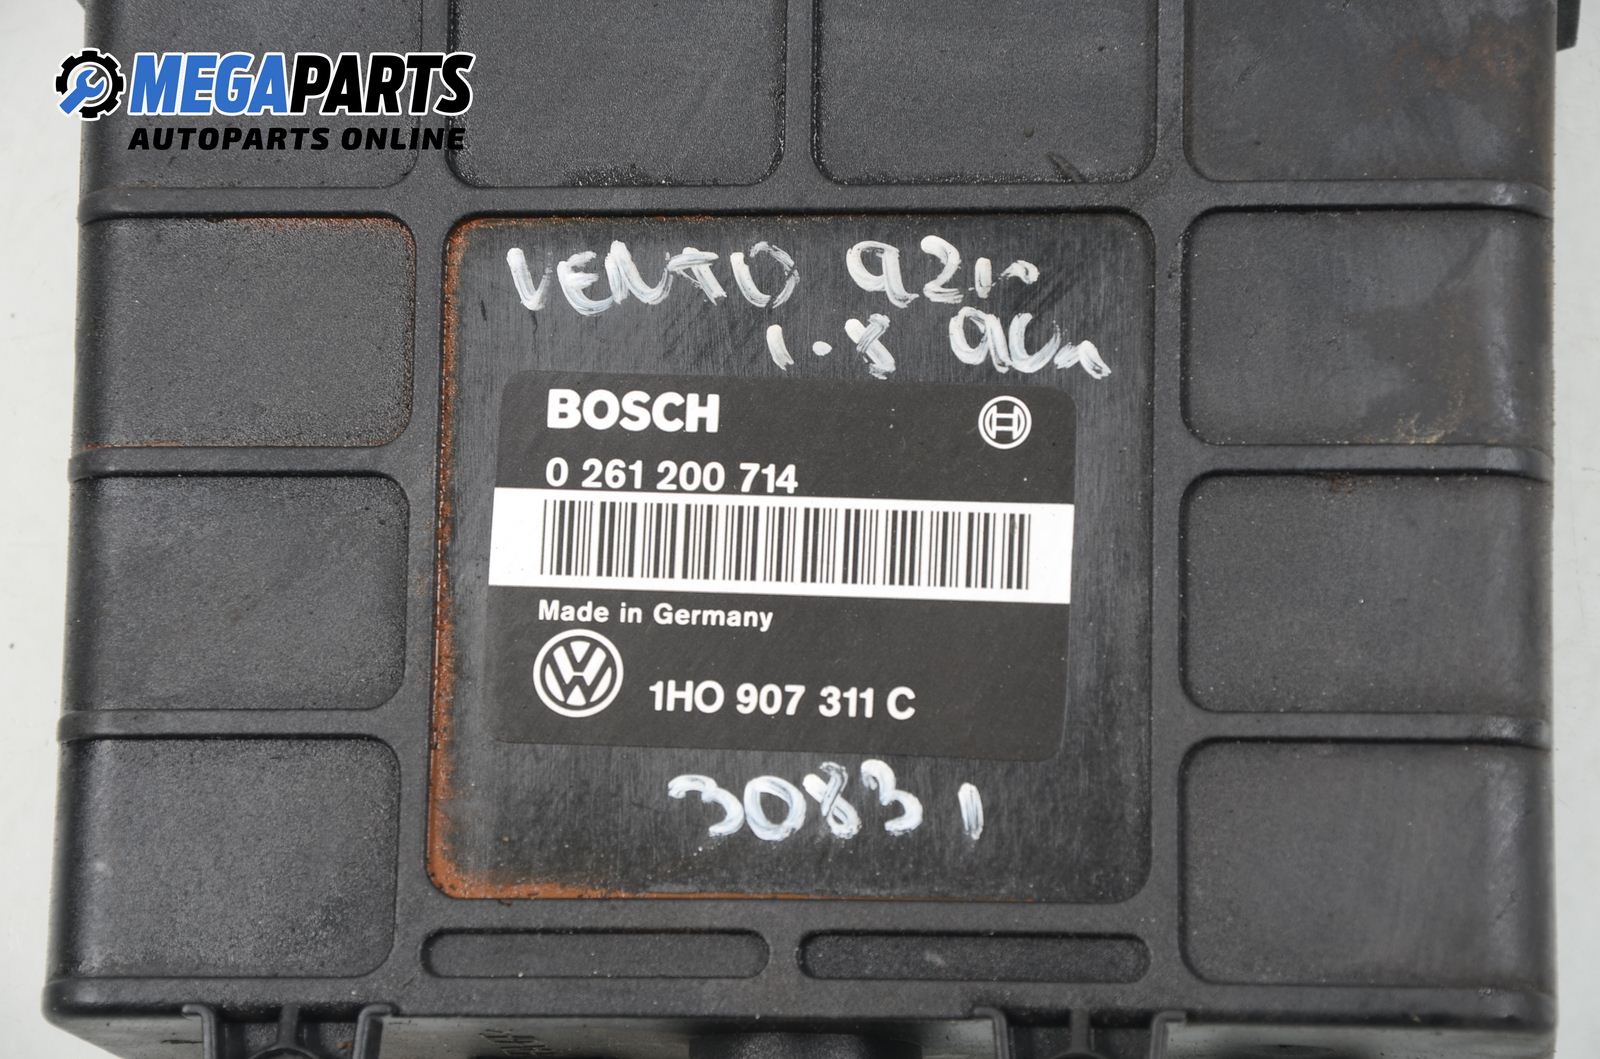 MEGAPARTS
AUTOPARTS ONLINE
VENTO 92г
1.8 90кл
BOSCH
0 261 200 714
Made in Germany
1HO 907 311 C
30831